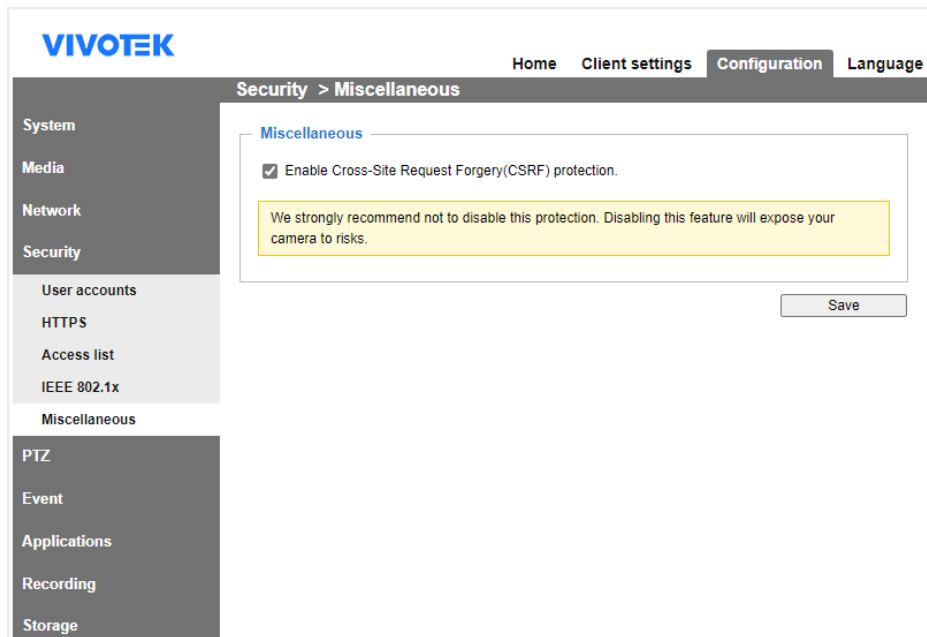 VIVOTEK
Home Client settings Configuration Language
Security > Miscellaneous
System
Media
Network
Security
User accounts
HTTPS
Access list
IEEE 802.1x
Miscellaneous
PTZ
Event
Applications
Recording
Storage
Miscellaneous
Enable Cross-Site Request Forgery(CSRF) protection.
We strongly recommend not to disable this protection. Disabling this feature will expose your
camera to risks.
Save